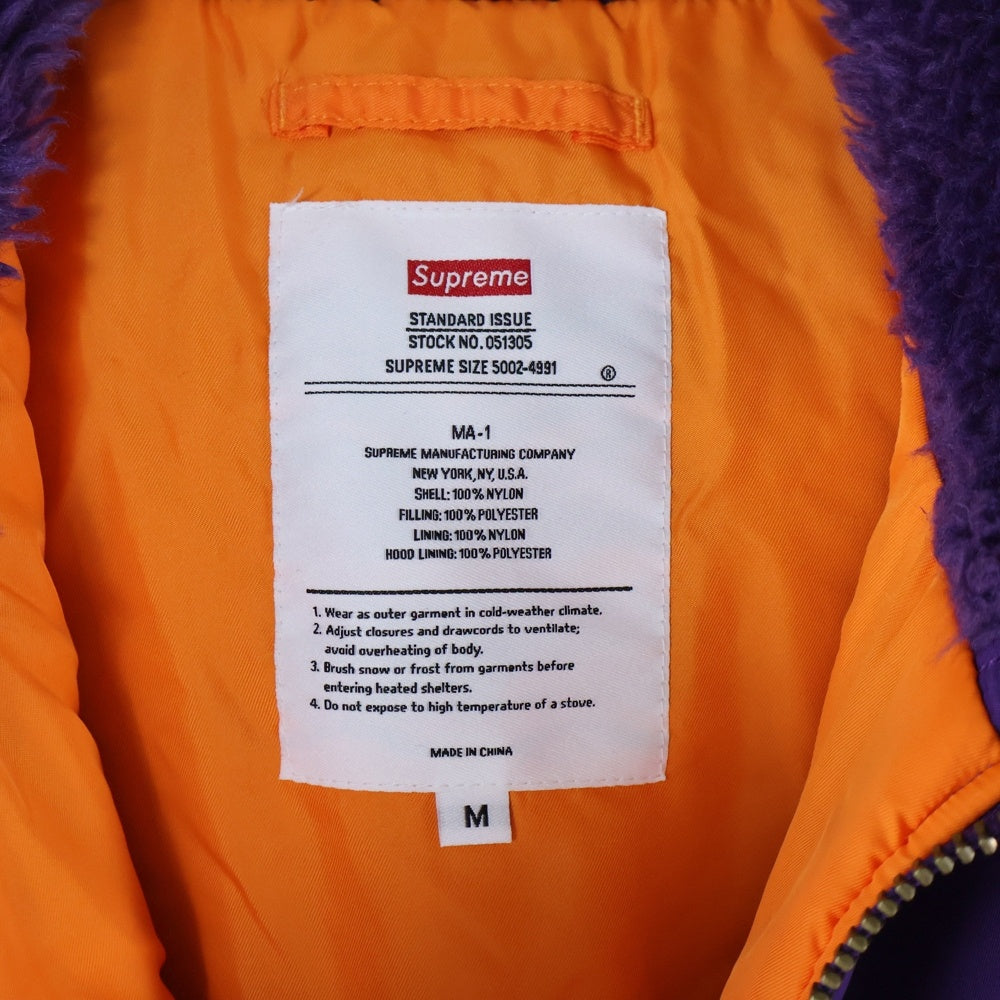 Supreme
STANDARD ISSUE
STOCK NO. 051305
SUPREME SIZE 5002-4991 ®
MA-1
SUPREME MANUFACTURING COMPANY
NEW YORK, NY, U.S.A.
SHELL: 100% NYLON
FILLING: 100% POLYESTER
LINING: 100% NYLON
HOOD LINING: 100% POLYESTER
1. Wear as outer garment in cold-weather climate.
2. Adjust closures and drawcords to ventilate;
avoid overheating of body.
3. Brush snow or frost from garments before
entering heated shelters.
4. Do not expose to high temperature of a stove.
MADE IN CHINA
M